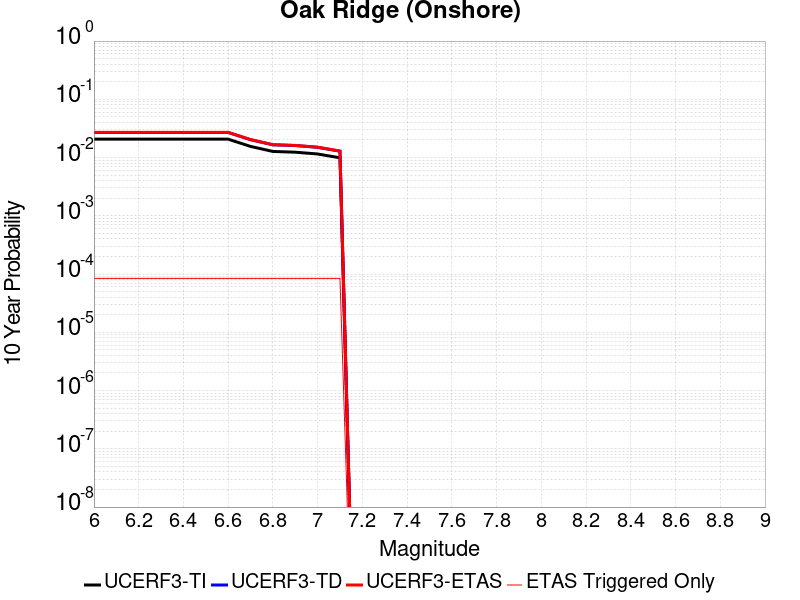 Oak Ridge (Onshore)
10 Year Probability
10^0
10^-1
10^-2
10^-3
10^-4
10^-5
10^-6
10^-7
10^-8
6 6.2 6.4 6.6 6.8 7 7.2 7.4 7.6 7.8 8 8.2 8.4 8.6 8.8 9
Magnitude
UCERF3-TI UCERF3-TD UCERF3-ETAS ETAS Triggered Only